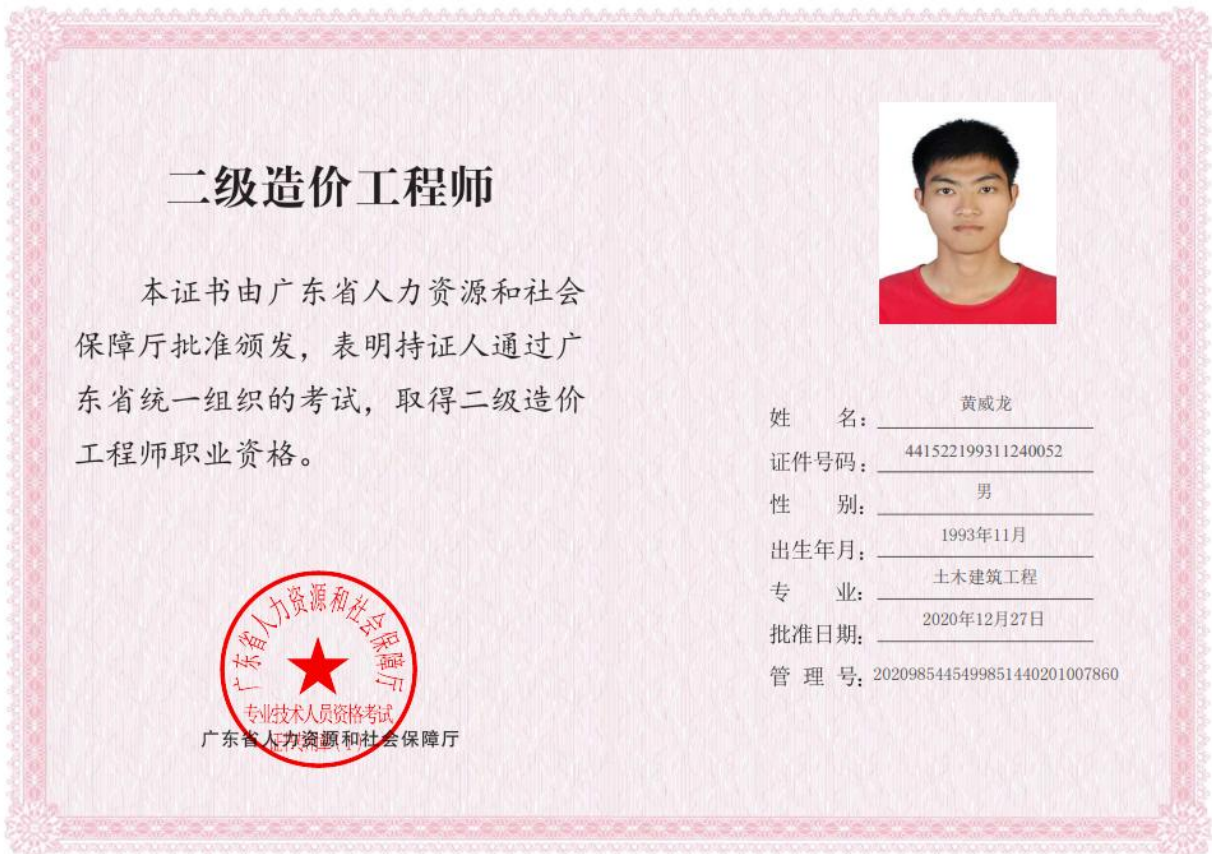 二级造价工程师
本证书由广东省人力资源和社会
保障厅批准颁发，表明持证人通过广
东省统一组织的考试，取得二级造价
工程师职业资格。
广东省人力资源和社会保障厅
专业技术人员资格考试
广东省人力资源和社会保障厅
姓 名：黄威龙
证件号码：441522199311240052
性 别：男
出生年月：1993年11月
专 业：土木建筑工程
批准日期：2020年12月27日
管 理 号：20209854454999851440201007860